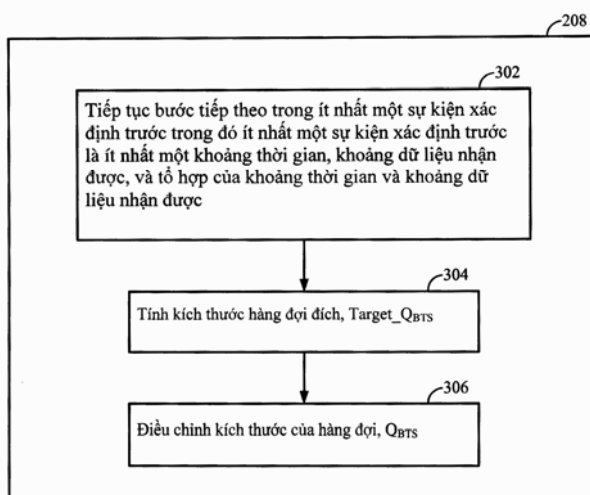 208
302
Tiếp tục bước tiếp theo trong ít nhất một sự kiện xác
định trước trong đó ít nhất một sự kiện xác định trước
là ít nhất một khoảng thời gian, khoảng dữ liệu nhận
được, và tổ hợp của khoảng thời gian và khoảng dữ
liệu nhận được
304
Tính kích thước hàng đợi đích, Target_QBTS
306
Điều chỉnh kích thước của hàng đợi, QBTS